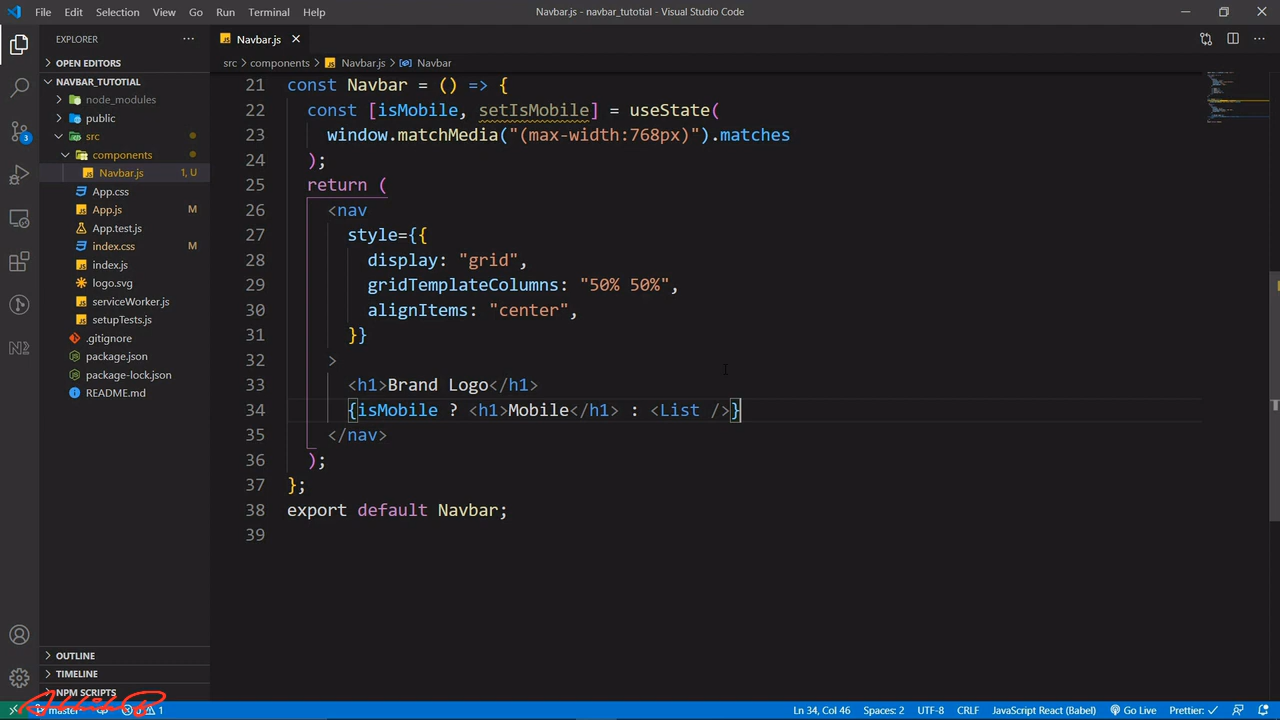 File Edit Selection View Go Run Terminal Help
Navbar.js - navbar_tutotial - Visual Studio Code
EXPLORER
OPEN EDITORS
NAVBAR_TUTORIAL
node_modules
public
src
components
Navbar.js 1, U
App.css
App.js M
App.test.js
index.css M
index.js
logo.svg
serviceWorker.js
setupTests.js
.gitignore
package.json
package-lock.json
README.md
OUTLINE
TIMELINE
NPM SCRIPTS
3
Navbar.js
src > components > Navbar.js > Navbar
21 const Navbar = () => {
22 const [isMobile, setIsMobile] = useState(
23 window.matchMedia("(max-width:768px)").matches
24 );
25 return (
26 <nav
27 style={{
28 display: "grid",
29 gridTemplateColumns: "50% 50%",
30 alignItems: "center",
31 }}
32 >
33 <h1>Brand Logo</h1>
34 {isMobile ? <h1>Mobile</h1> : <List />}
35 </nav>
36 );
37 };
38 export default Navbar;
39
master* 0 1
Ln 34, Col 46 Spaces: 2 UTF-8 CRLF JavaScript React (Babel) Go Live Prettier: ✓